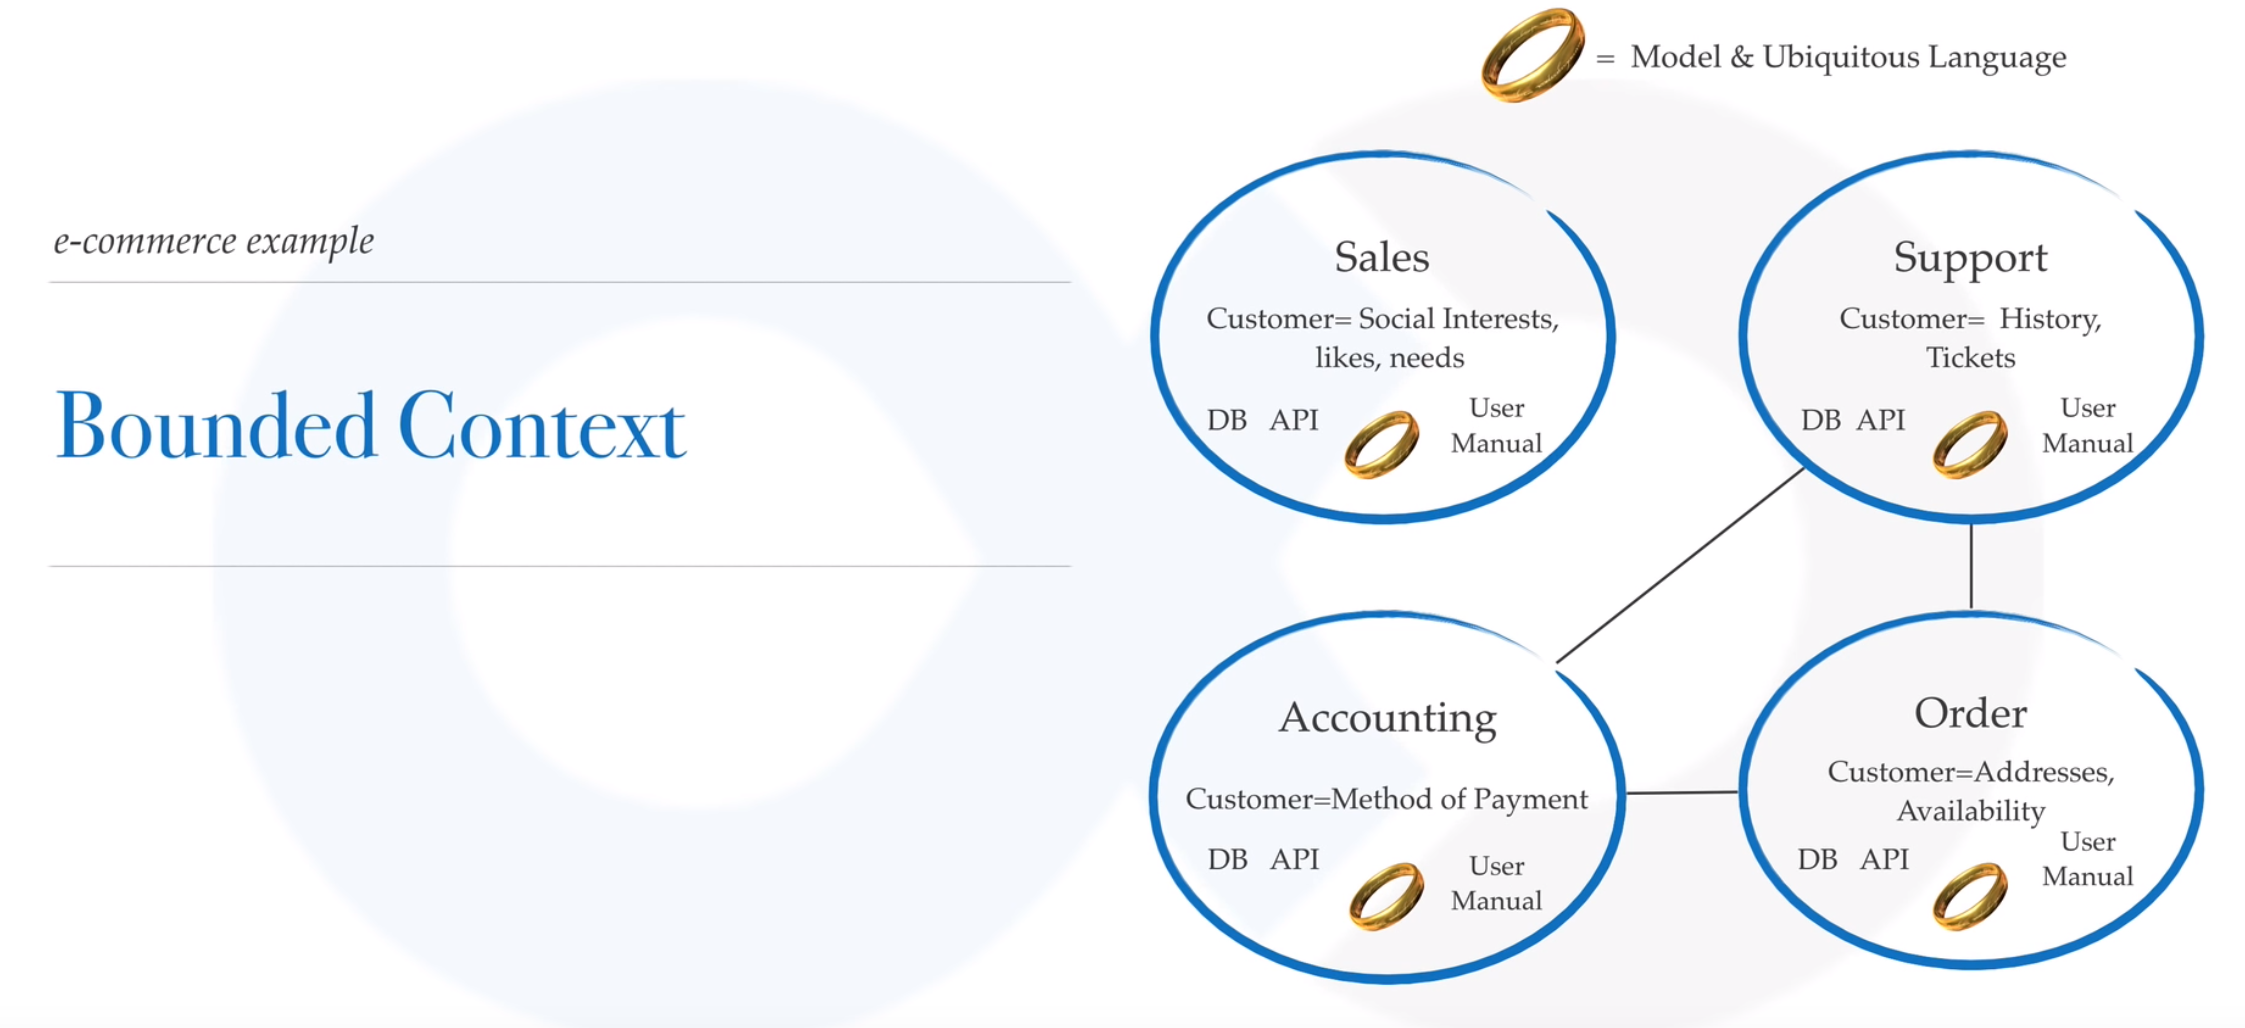 = Model & Ubiquitous Language
e-commerce example
Bounded Context
Sales
Customer= Social Interests,
likes, needs
DB API
User
Manual
Support
Customer= History,
Tickets
DB API
User
Manual
Accounting
Customer=Method of Payment
DB API
User
Manual
Order
Customer=Addresses,
Availability
DB API
User
Manual